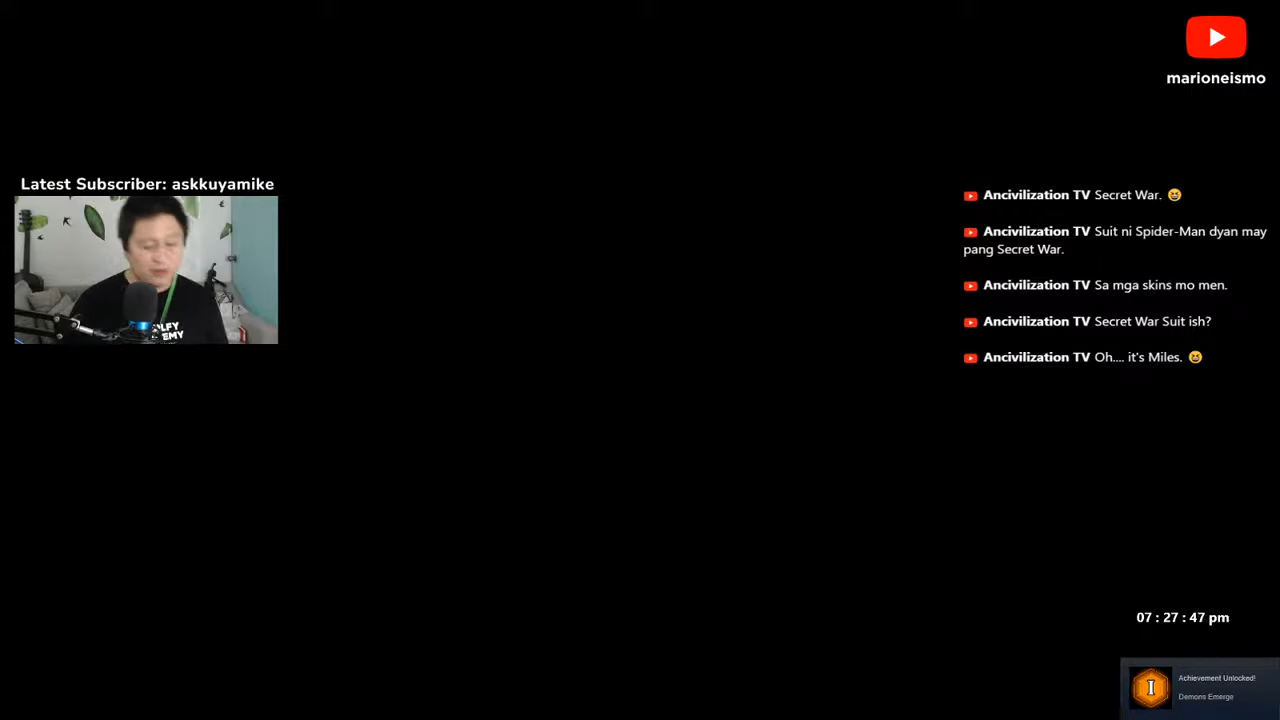 marioneismo
Latest Subscriber: askkuyamike
Ancivilization TV Secret War. 😆
Ancivilization TV Suit ni Spider-Man dyan may
pang Secret War.
Ancivilization TV Sa mga skins mo men.
Ancivilization TV Secret War Suit ish?
Ancivilization TV Oh.... it's Miles. 😆
07 : 27 : 47 pm
I
Achievement Unlocked!
Demons Emerge